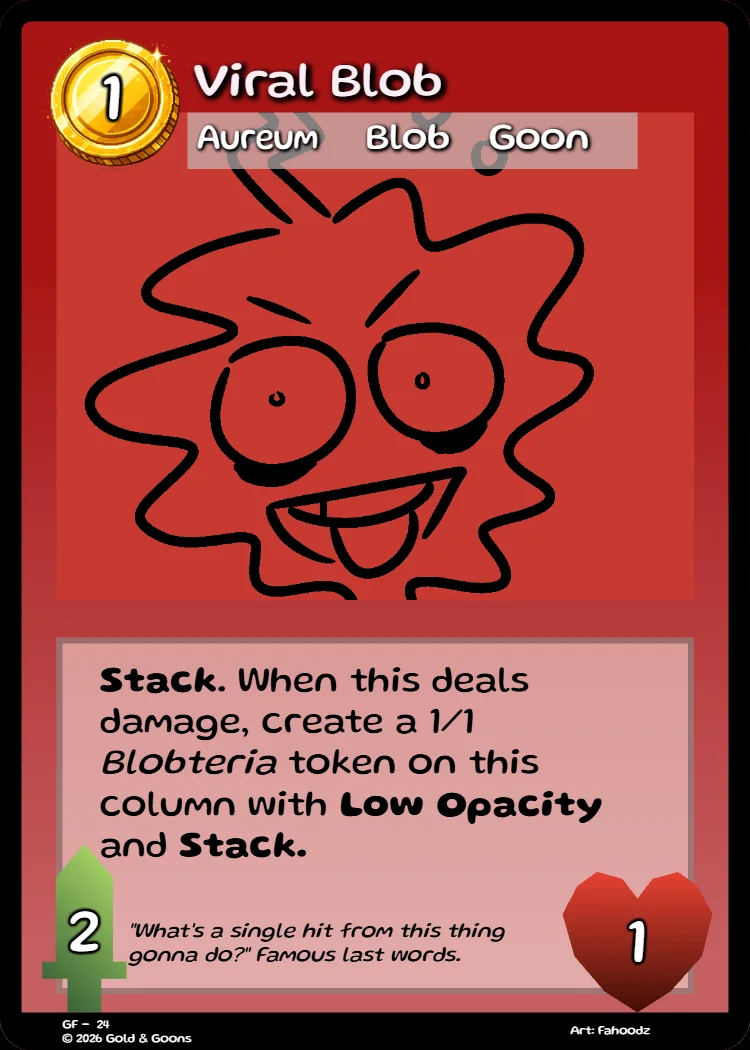 1
Viral Blob
Aureum Blob Goon
Stack. When this deals
damage, create a 1/1
Blobteria token on this
column with Low Opacity
and Stack.
2
"What's a single hit from this thing
gonna do?" Famous last words.
1
GF - 24
© 2026 Gold & Goons
Art: Fahoodz